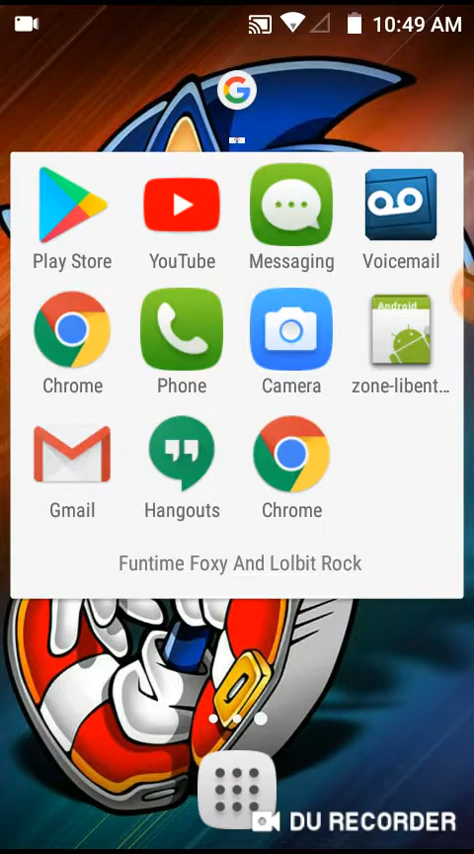 10:49 AM
Play Store YouTube Messaging Voicemail
Android
Chrome Phone Camera zone-libent...
Gmail Hangouts Chrome
Funtime Foxy And Lolbit Rock
DU RECORDER